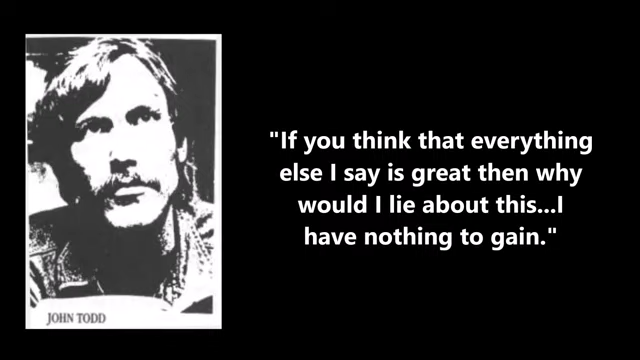 "If you think that everything
else I say is great then why
would I lie about this...I
have nothing to gain."
JOHN TODD